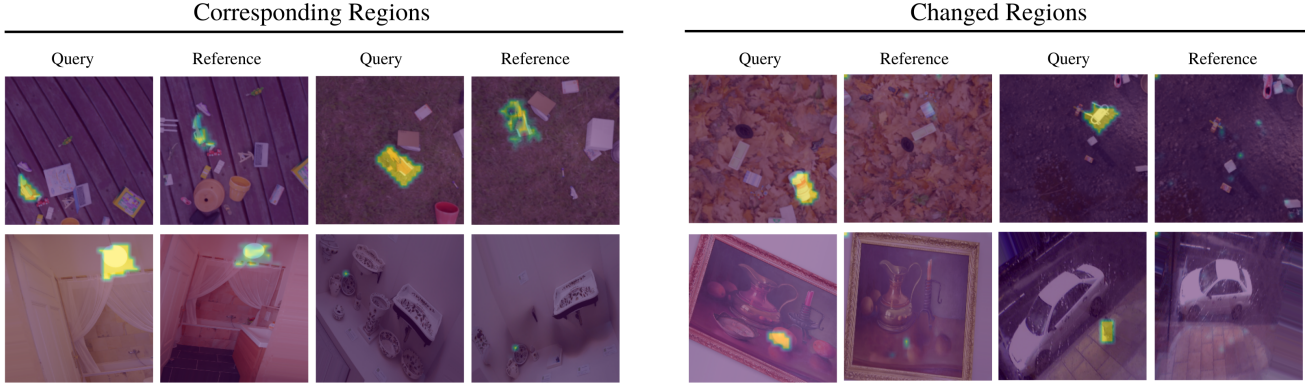 Corresponding Regions
Changed Regions
Query
Reference
Query
Reference
Query
Reference
Query
Reference